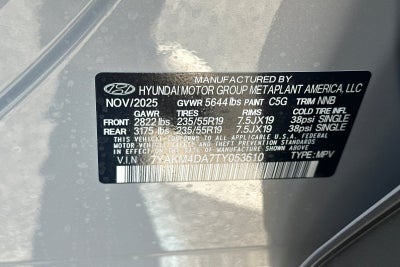 MANUFACTURED BY
HYUNDAI MOTOR GROUP METAPLANT AMERICA, LLC
NOV/2025 GVWR 5644 lbs PAINT C5G TRIM NNB
GAWR TIRES RIMS COLD TIRE INFL
FRONT 2822 lbs 235/55R19 7.5JX19 38psi SINGLE
REAR 3175 lbs 235/55R19 7.5JX19 38psi SINGLE
THIS VEHICLE CONFORMS TO ALL APPLICABLE U.S.A. FEDERAL
MOTOR VEHICLE SAFETY AND THEFT PREVENTION STANDARDS
IN EFFECT ON THE DATE OF MANUFACTURE SHOWN ABOVE.
V.I.N: 7YAKM4DA7TY053610 TYPE:MPV